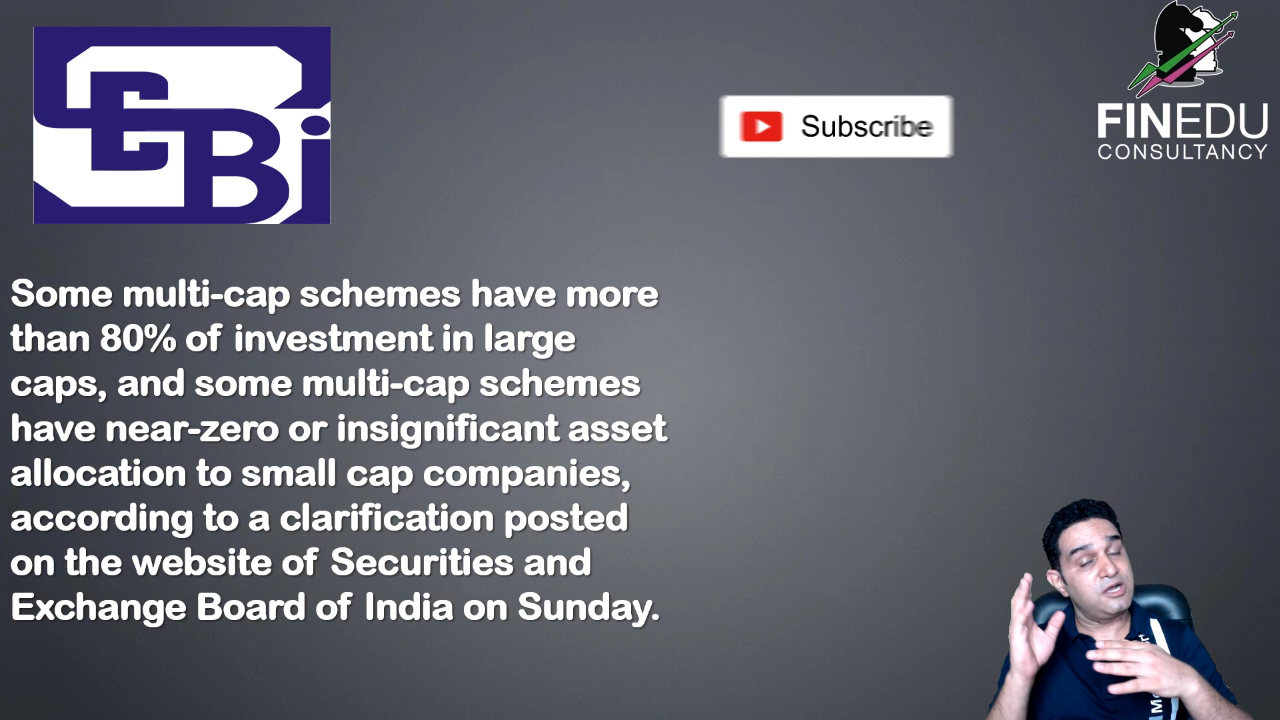 SEBi
Subscribe
FINEDU
CONSULTANCY
Some multi-cap schemes have more
than 80% of investment in large
caps, and some multi-cap schemes
have near-zero or insignificant asset
allocation to small cap companies,
according to a clarification posted
on the website of Securities and
Exchange Board of India on Sunday.